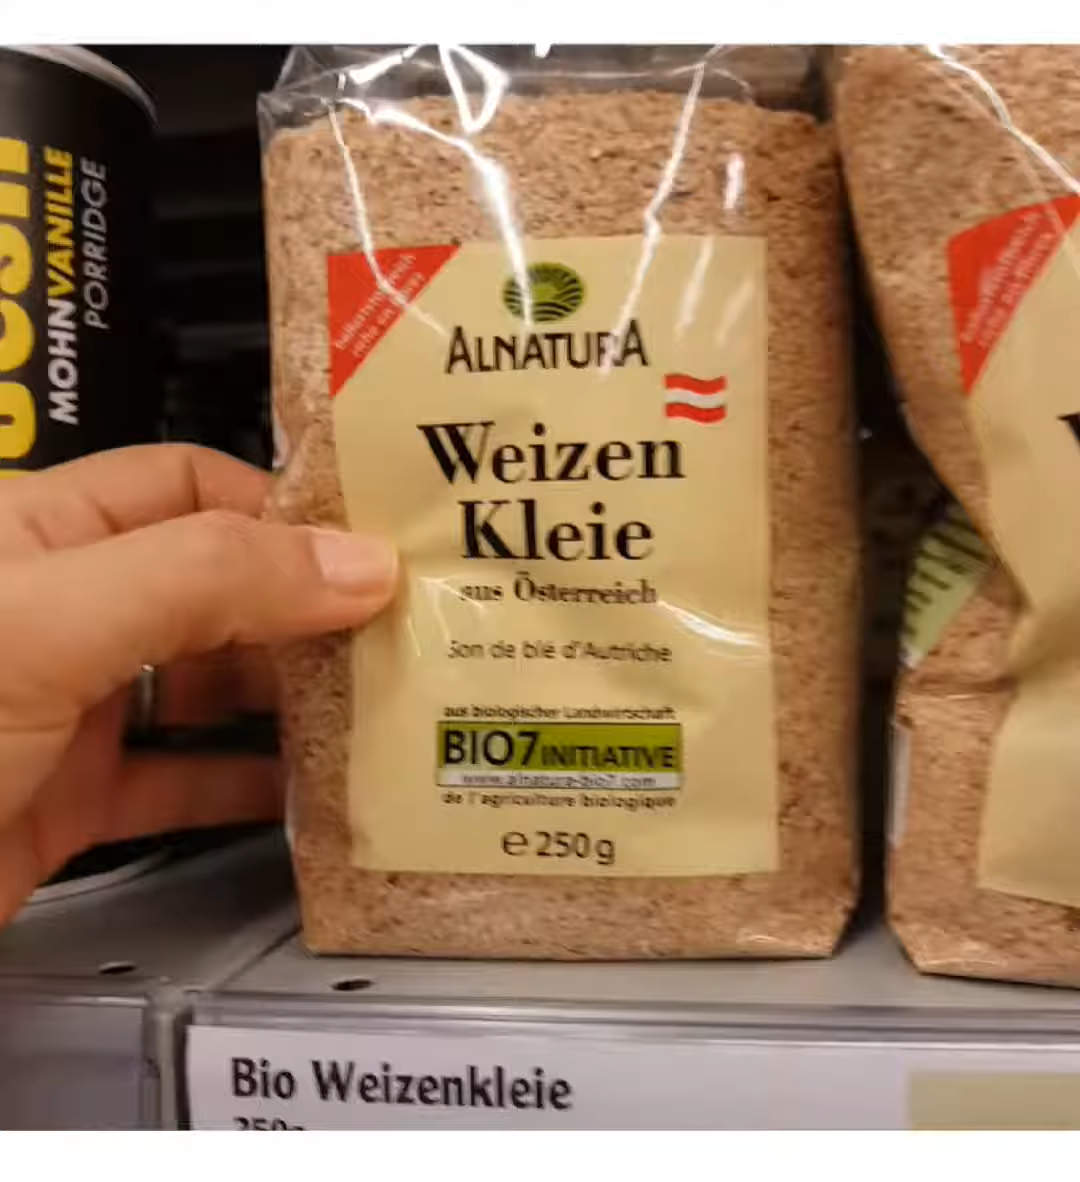 MOHNVANILLE
PORRIDGE
ALNATURA
Weizen
Kleie
aus Österreich
Son de blé d'Autriche
aus biologischer Landwirtschaft
BIO7 INITIATIVE
www.alnatura-bio7.com
de l'agriculture biologique
e 250 g
Bio Weizenkleie
250g